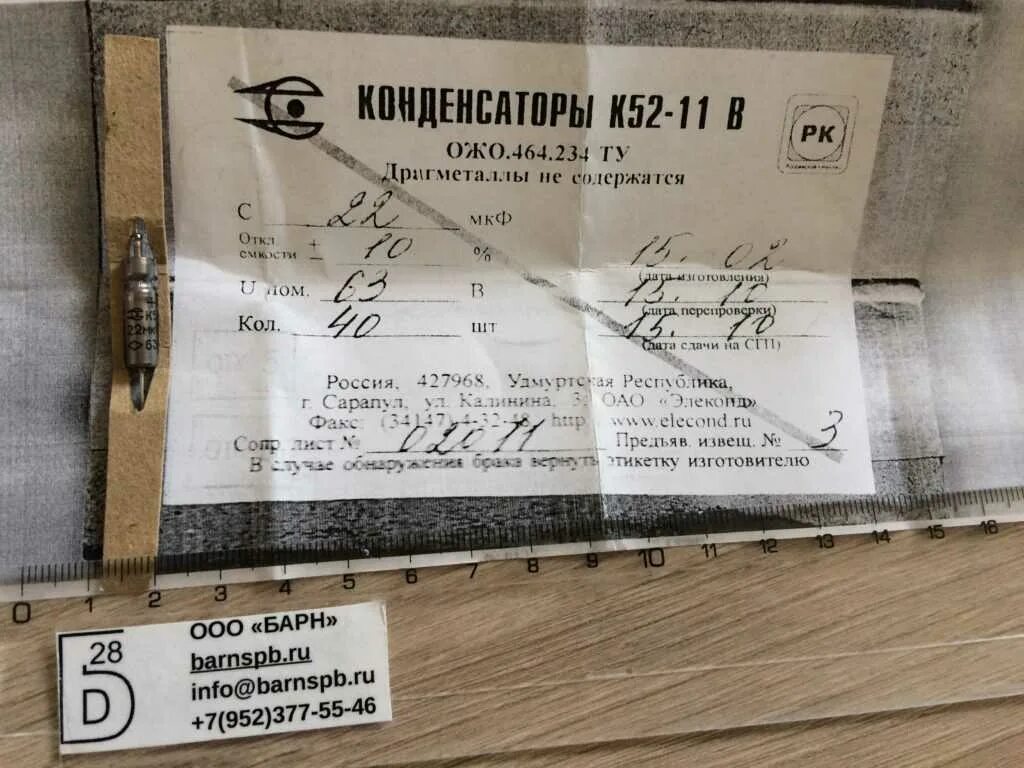 КОНДЕНСАТОРЫ К52-11 В
РК
ОЖО.464.234 ТУ
Драгметаллы не содержатся
С 22 мкФ
Откл. емкости ± 10 %
15. 02
(дата изготовления)
U ном. 63 В
15. 10
(дата перепроверки)
Кол. 40 шт
15. 10
(дата сдачи на СГП)
Россия, 427968, Удмуртская Республика,
г. Сарапул, ул. Калинина, 3, ОАО «Элеконд»
Факс: (34147) 4-32-48, http www.elecond.ru
Сопр. лист № 02011 Предъяв. извещ. № 3
В случае обнаружения брака вернуть этикетку изготовителю
22мк
63
0 1 2 3 4 5 6 7 8 9 10 11 12 13 14 15 16
28
D
ООО «БАРН»
barnspb.ru
info@barnspb.ru
+7(952)377-55-46